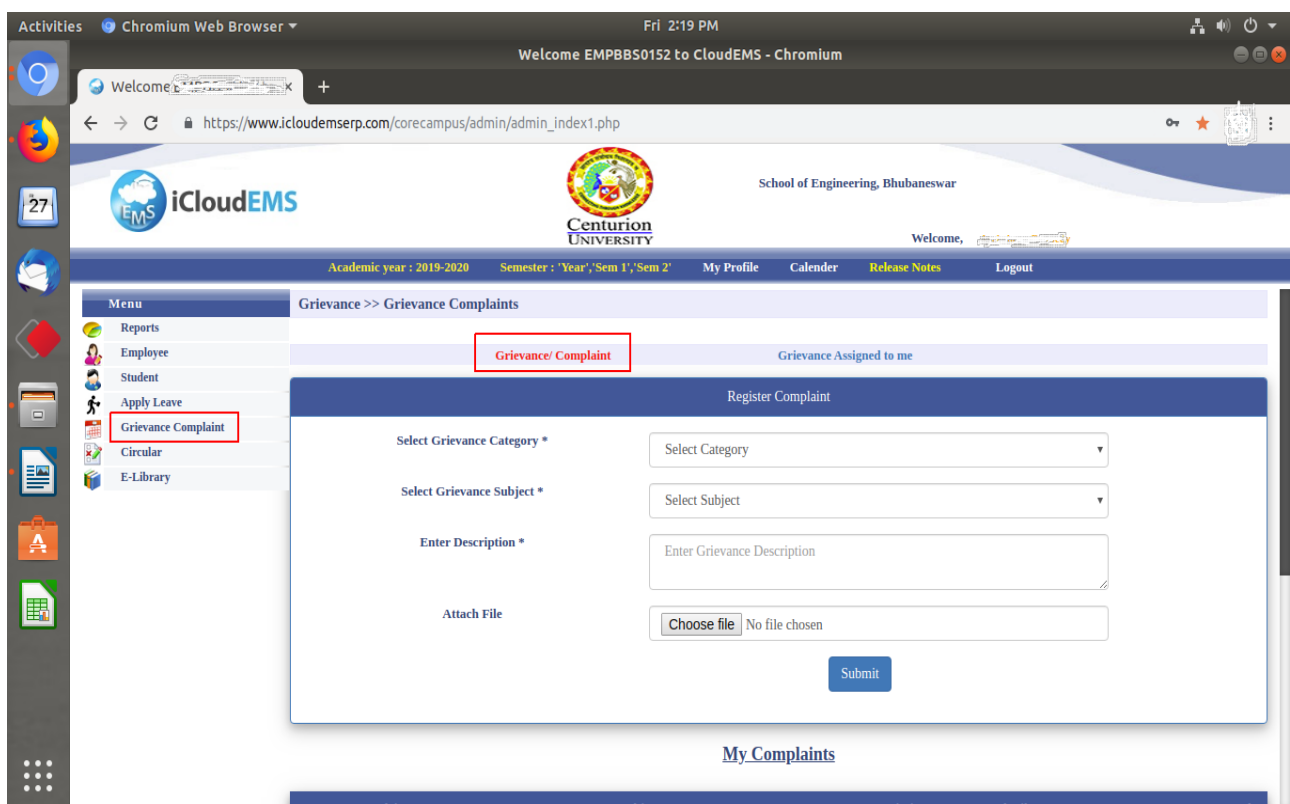 Activities Chromium Web Browser Fri 2:19 PM
Welcome EMPBBS0152 to CloudEMS - Chromium
Welcome
https://www.icloudemserp.com/corecampus/admin/admin_index1.php
27
EMS iCloudEMS
Centurion
UNIVERSITY
School of Engineering, Bhubaneswar
Welcome,
Academic year : 2019-2020 Semester : 'Year','Sem 1','Sem 2' My Profile Calender Release Notes Logout
Menu
Reports
Employee
Student
Apply Leave
Grievance Complaint
Circular
E-Library
Grievance >> Grievance Complaints
Grievance/ Complaint Grievance Assigned to me
Register Complaint
Select Grievance Category * Select Category
Select Grievance Subject * Select Subject
Enter Description * Enter Grievance Description
Attach File Choose file No file chosen
Submit
My Complaints